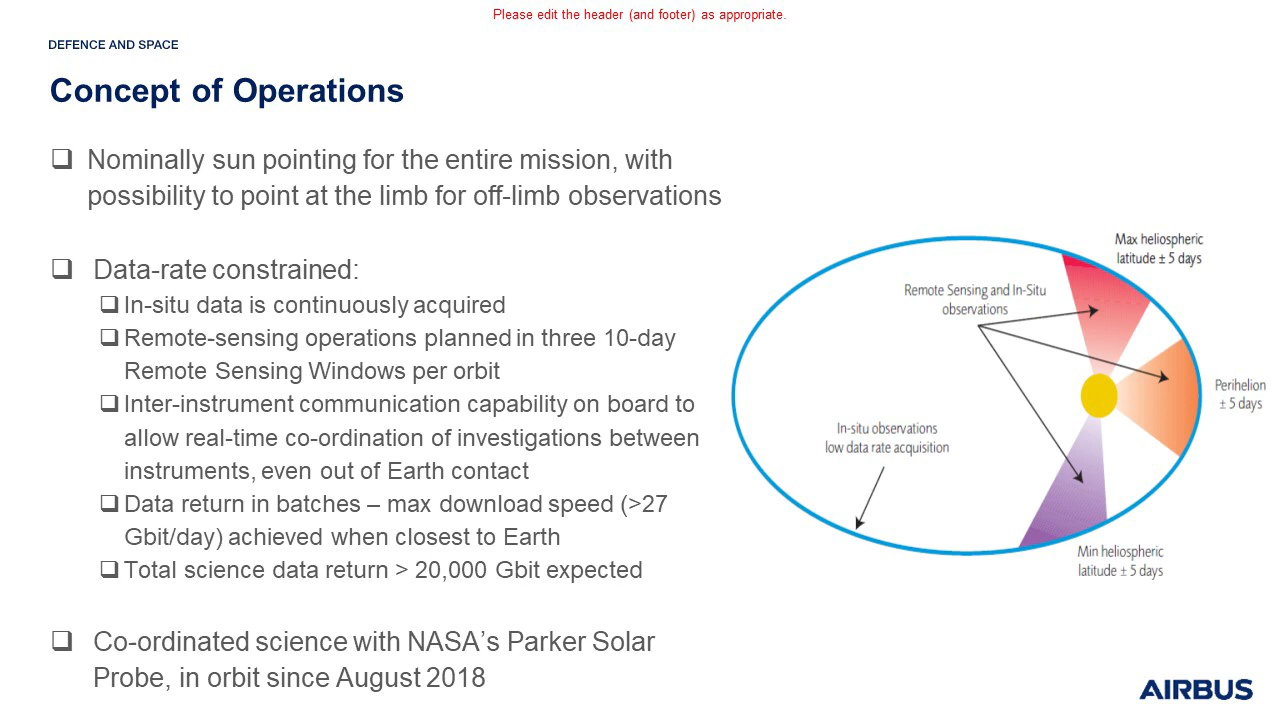 Please edit the header (and footer) as appropriate.
DEFENCE AND SPACE
Concept of Operations
Nominally sun pointing for the entire mission, with
possibility to point at the limb for off-limb observations
Data-rate constrained:
In-situ data is continuously acquired
Remote-sensing operations planned in three 10-day
Remote Sensing Windows per orbit
Inter-instrument communication capability on board to
allow real-time co-ordination of investigations between
instruments, even out of Earth contact
Data return in batches – max download speed (>27
Gbit/day) achieved when closest to Earth
Total science data return > 20,000 Gbit expected
Co-ordinated science with NASA’s Parker Solar
Probe, in orbit since August 2018
Max heliospheric
latitude ± 5 days
Remote Sensing and In-Situ
observations
Perihelion
± 5 days
In-situ observations
low data rate acquisition
Min heliospheric
latitude ± 5 days
AIRBUS